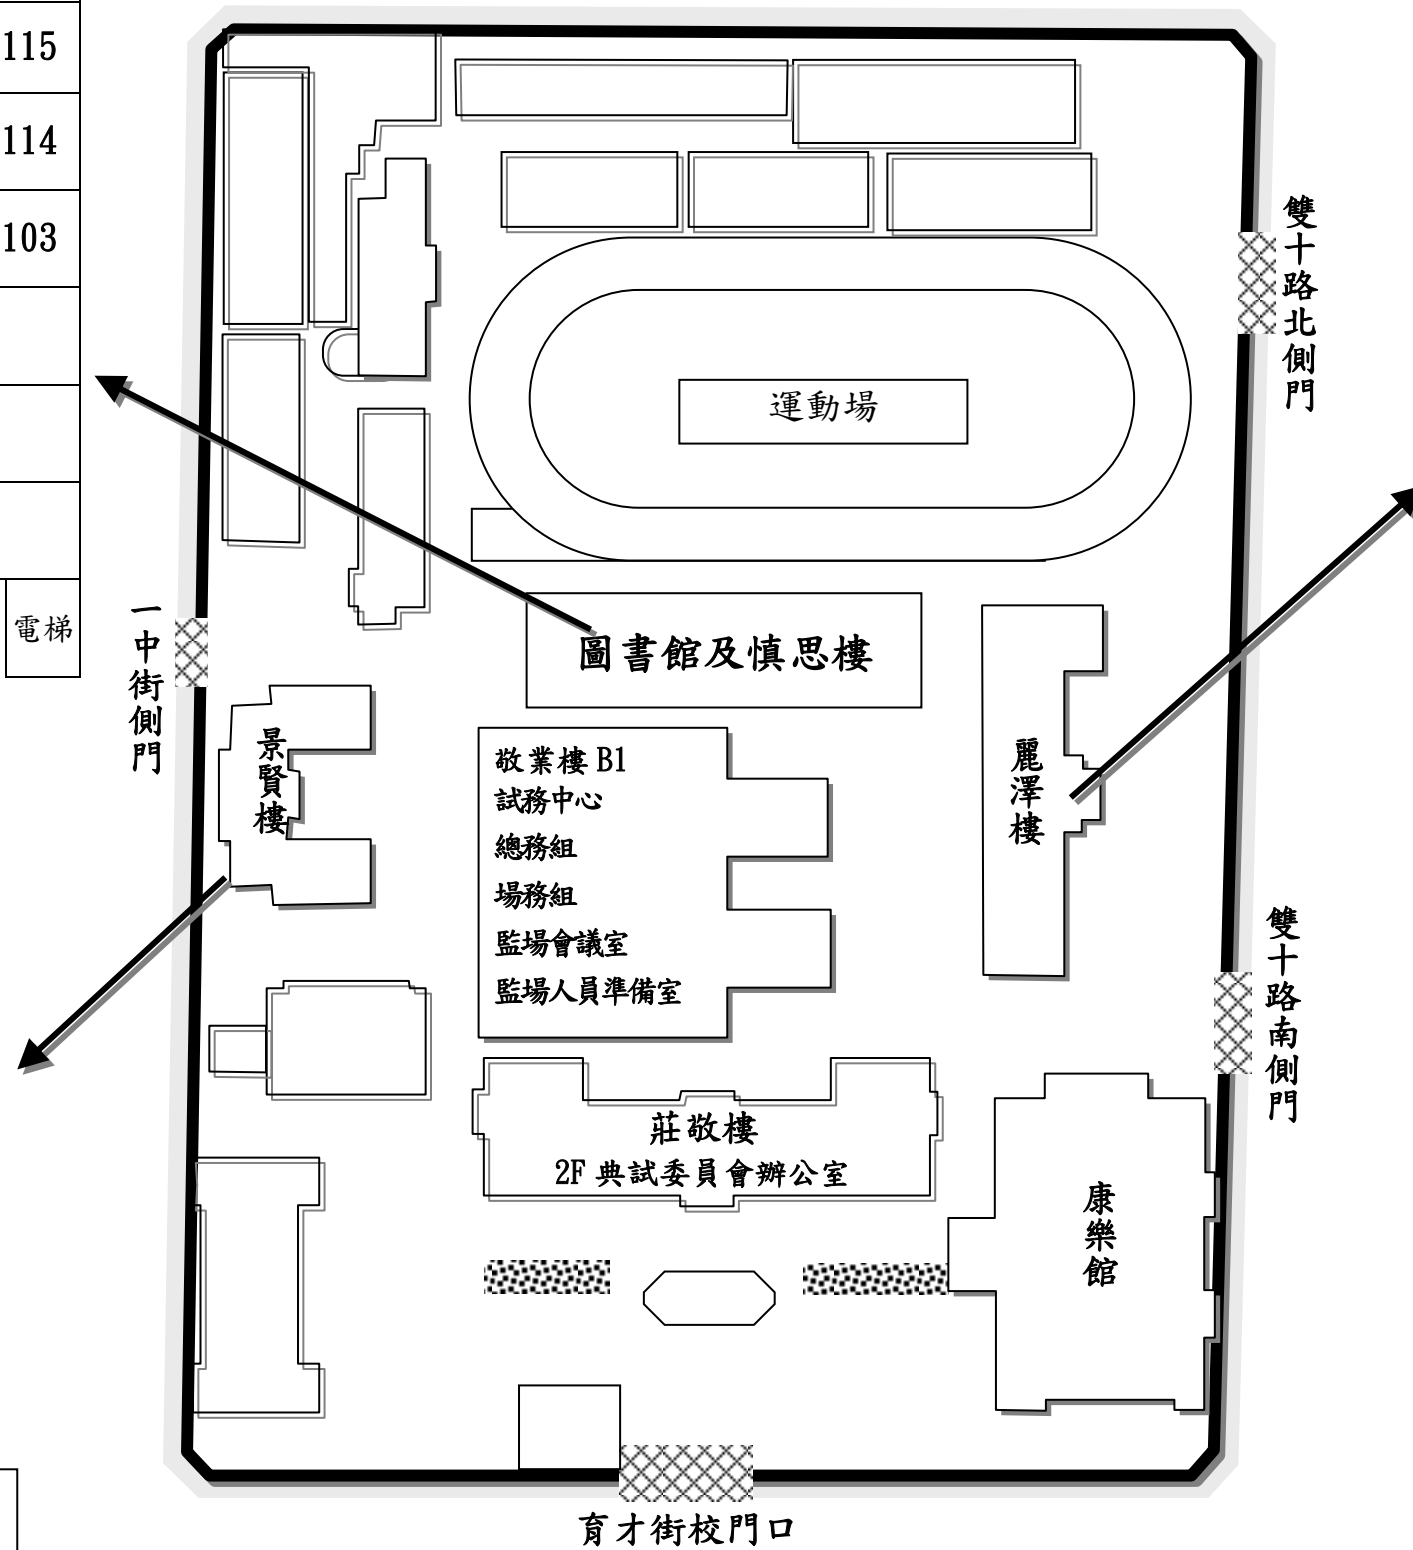 115
114
103
電梯
運動場
雙十路北側門
圖書館及慎思樓
一中街側門
景賢樓
敬業樓 B1
試務中心
總務組
場務組
監場會議室
監場人員準備室
麗澤樓
雙十路南側門
莊敬樓
2F 典試委員會辦公室
康樂館
育才街校門口